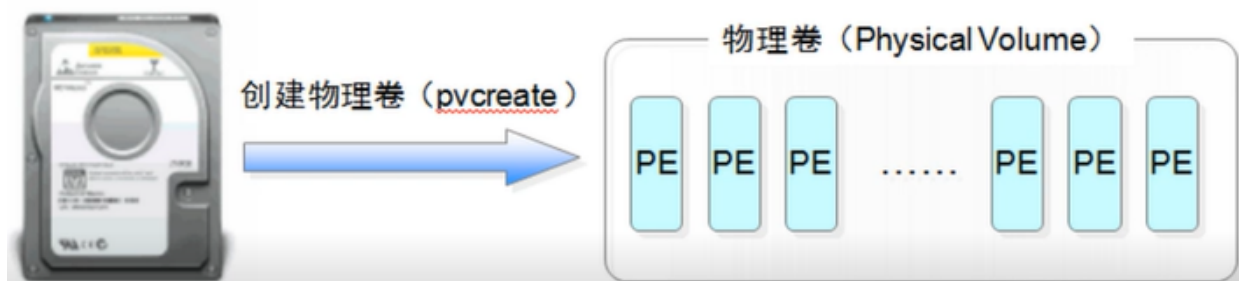 物理卷（Physical Volume）
创建物理卷（pvcreate）
PE PE PE ...... PE PE PE